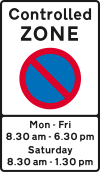 Controlled
ZONE
Mon - Fri
8.30 am - 6.30 pm
Saturday
8.30 am - 1.30 pm